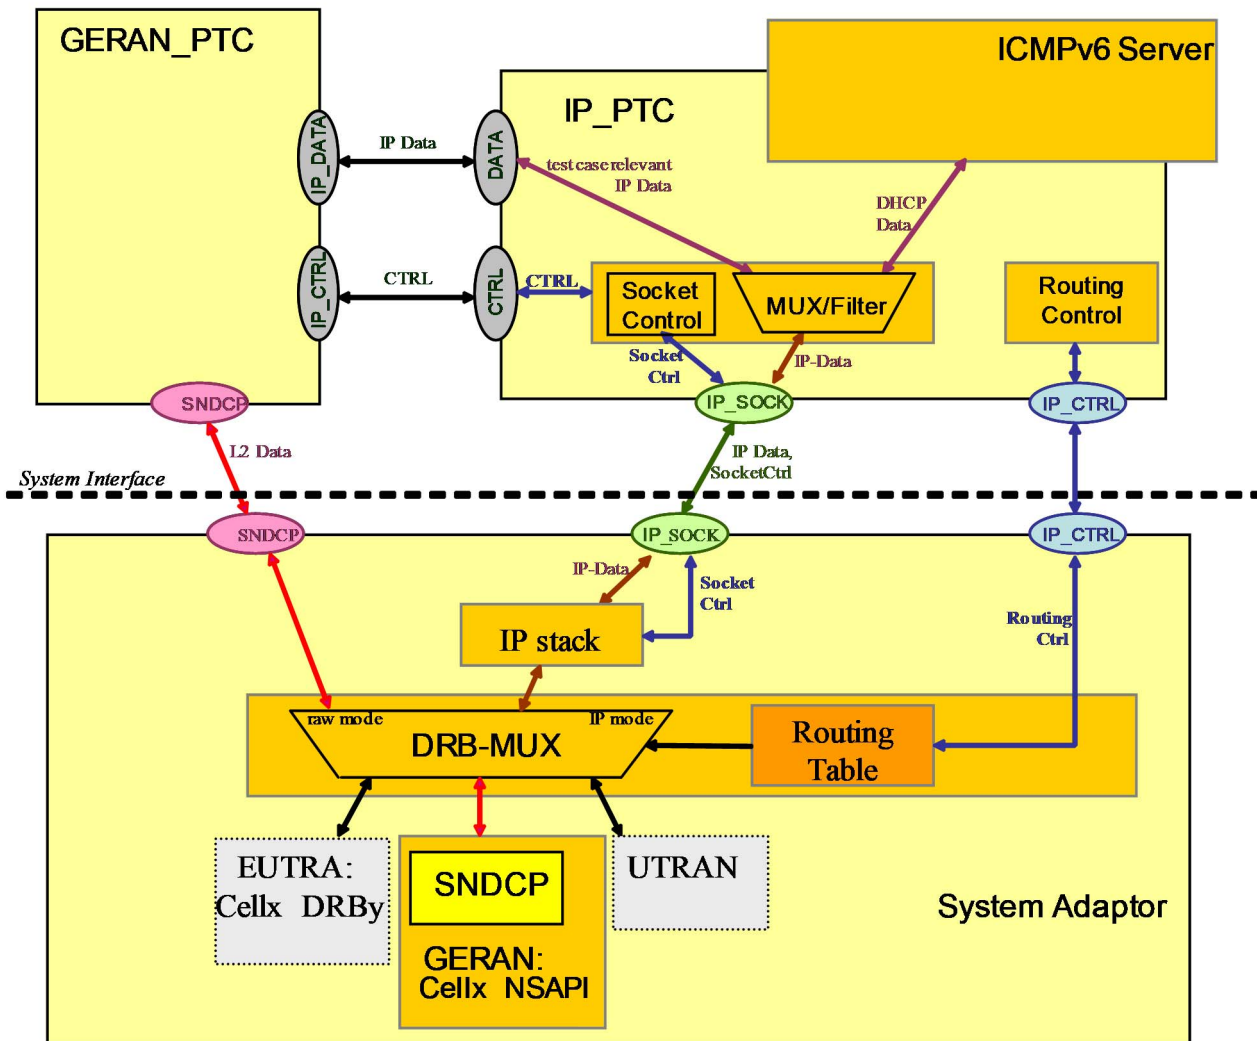 GERAN_PTC
ICMPv6 Server
IP_PTC
IP_DATA
IP Data
DATA
test case relevant
IP Data
DHCP
Data
IP_CTRL
CTRL
CTRL
CTRL
Socket
Control
MUX/Filter
Routing
Control
Socket
Ctrl
IP-Data
SNDCP
IP_SOCK
IP_CTRL
L2 Data
IP Data,
SocketCtrl
System Interface
SNDCP
IP_SOCK
IP_CTRL
IP-Data
Socket
Ctrl
IP stack
Routing
Ctrl
raw mode
IP mode
DRB-MUX
Routing
Table
EUTRA:
Cellx DRBy
SNDCP
GERAN:
Cellx NSAPI
UTRAN
System Adaptor